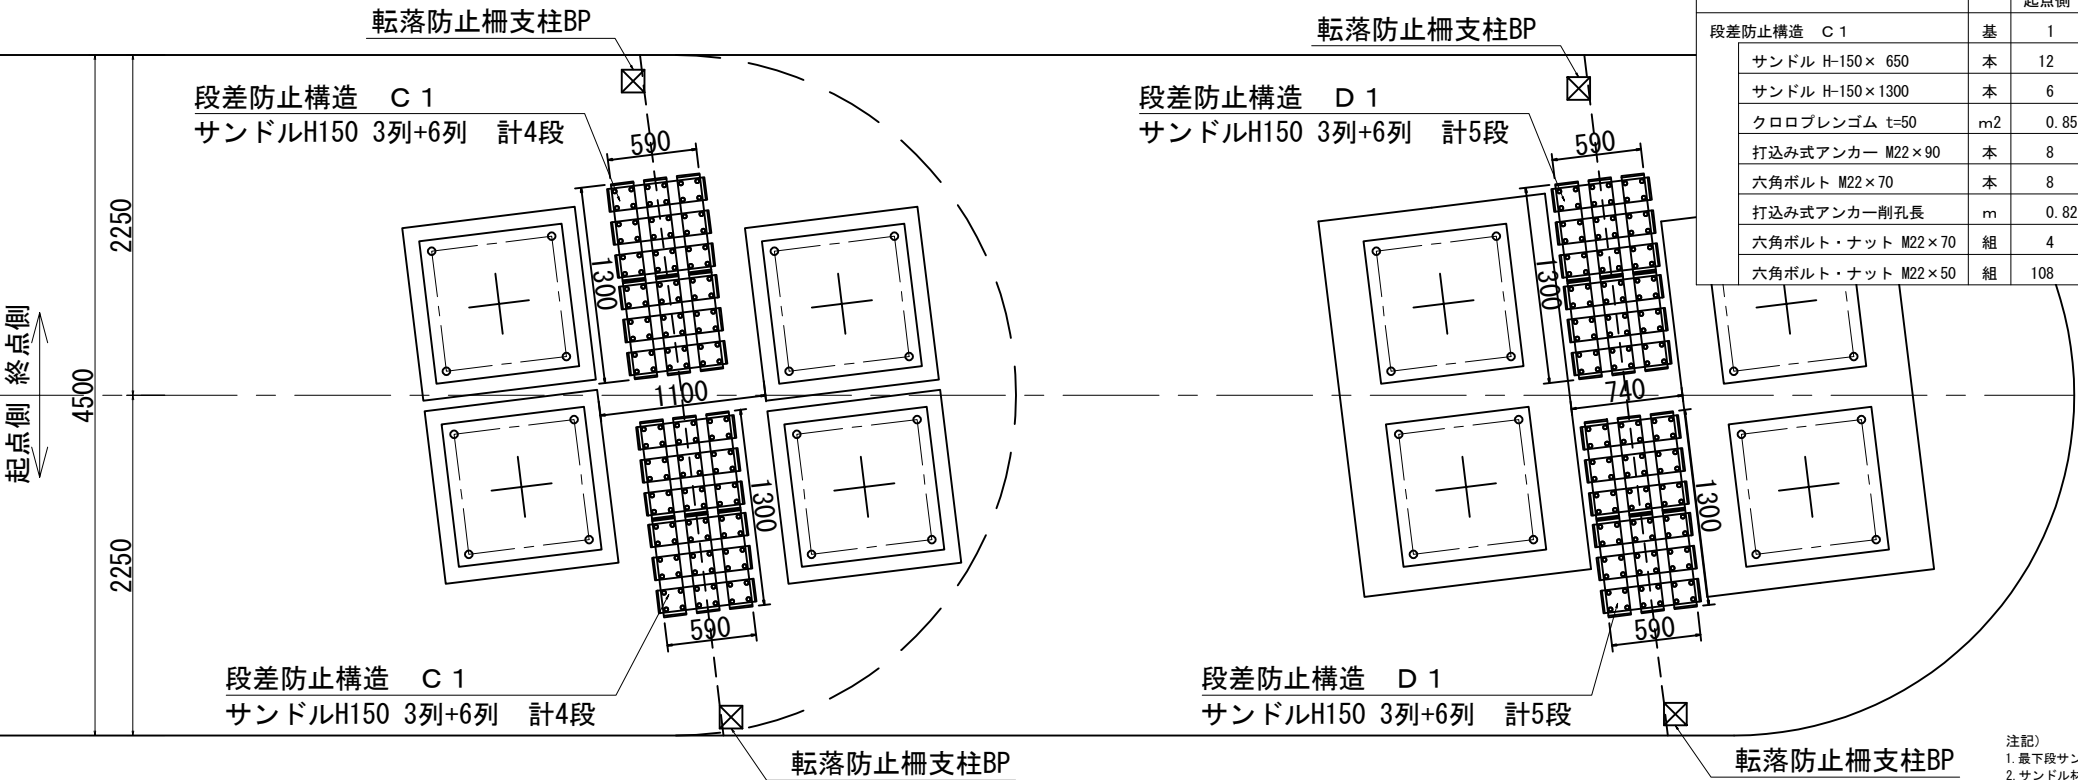 転落防止柵支柱BP
転落防止柵支柱BP
起点側
段差防止構造 C1 基 1
サンドル H-150× 650 本 12
サンドル H-150×1300 本 6
クロロプレンゴム t=50 m2 0.85
打込み式アンカー M22×90 本 8
六角ボルト M22×70 本 8
打込み式アンカー削孔長 m 0.82
六角ボルト・ナット M22×70 組 4
六角ボルト・ナット M22×50 組 108
段差防止構造 C1
サンドルH150 3列+6列 計4段
段差防止構造 D1
サンドルH150 3列+6列 計5段
590
590
2250
1300
1300
終点側
起点側
4500
1100
740
2250
1300
1300
590
590
段差防止構造 C1
サンドルH150 3列+6列 計4段
段差防止構造 D1
サンドルH150 3列+6列 計5段
転落防止柵支柱BP
転落防止柵支柱BP
注記)
1.最下段サン
2.サンドル